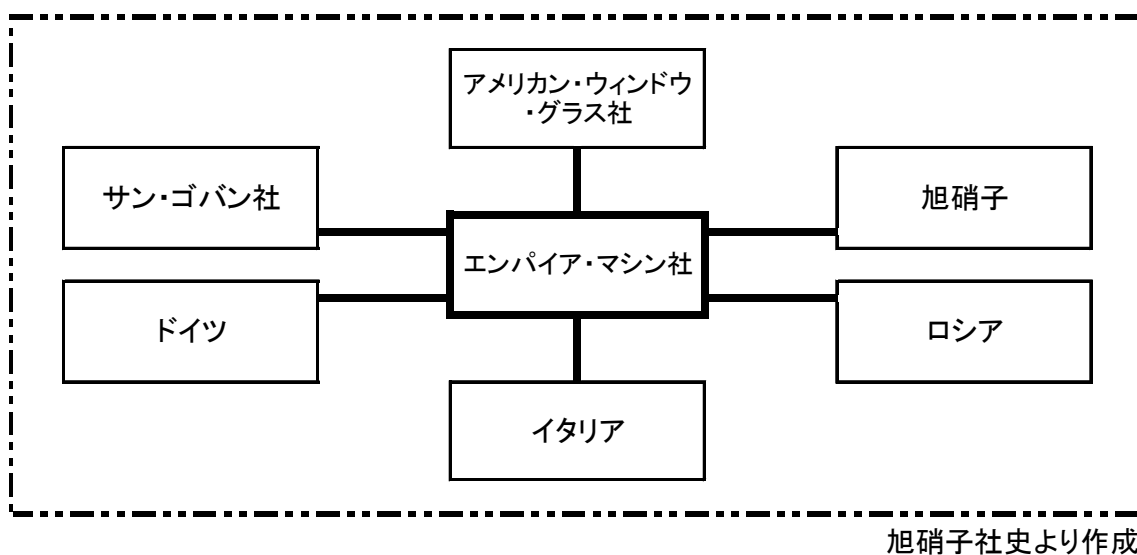 アメリカン・ウィンドウ
・グラス社
サン・ゴバン社
旭硝子
エンパイア・マシン社
ドイツ
ロシア
イタリア
旭硝子社史より作成